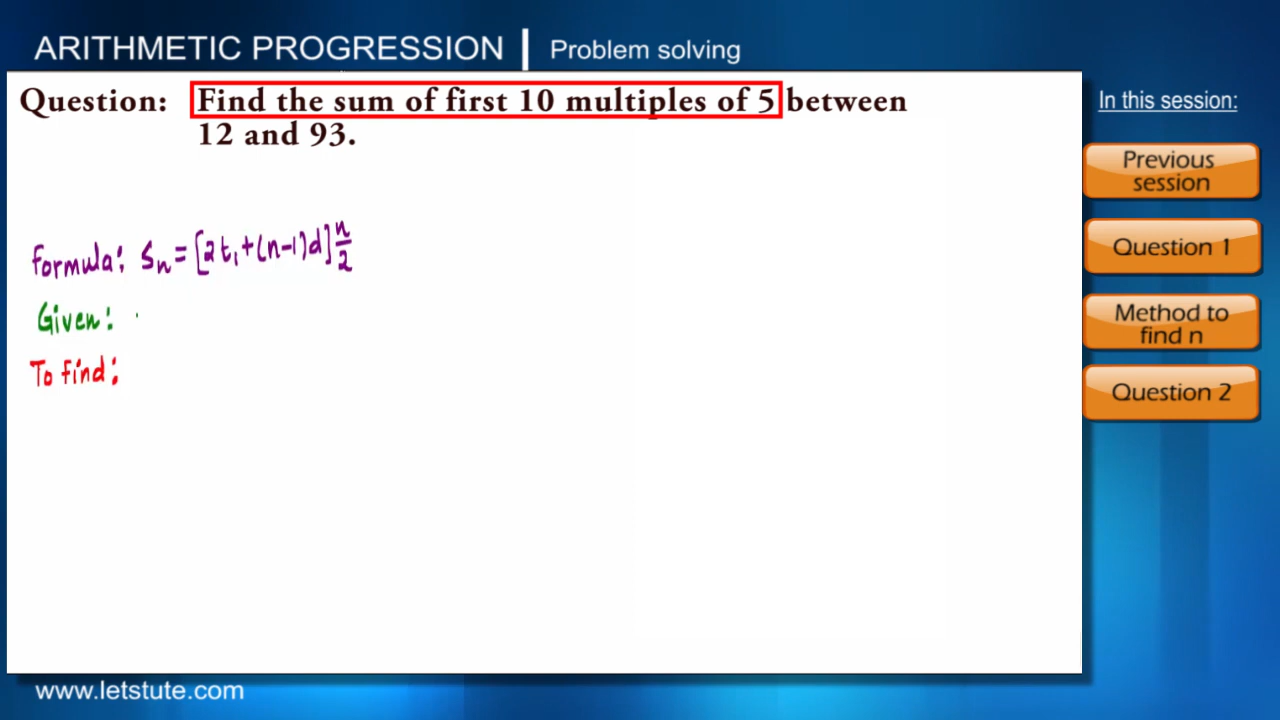 ARITHMETIC PROGRESSION | Problem solving
Question: Find the sum of first 10 multiples of 5 between
12 and 93.
In this session:
Previous
session
Question 1
Method to
find n
Question 2
Formula: Sn = [2t₁+(n-1)d] n/2
Given:
To find:
www.letstute.com